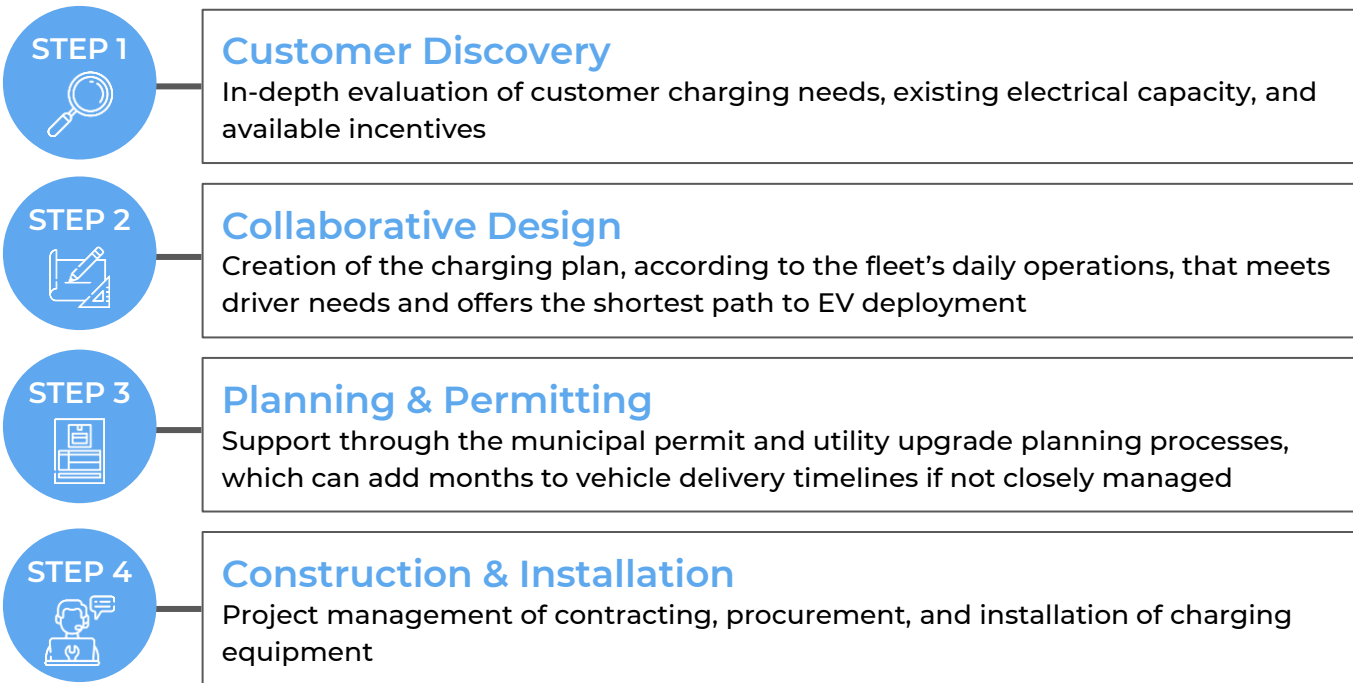 STEP 1
Customer Discovery
In-depth evaluation of customer charging needs, existing electrical capacity, and
available incentives
STEP 2
Collaborative Design
Creation of the charging plan, according to the fleet’s daily operations, that meets
driver needs and offers the shortest path to EV deployment
STEP 3
Planning & Permitting
Support through the municipal permit and utility upgrade planning processes,
which can add months to vehicle delivery timelines if not closely managed
STEP 4
Construction & Installation
Project management of contracting, procurement, and installation of charging
equipment